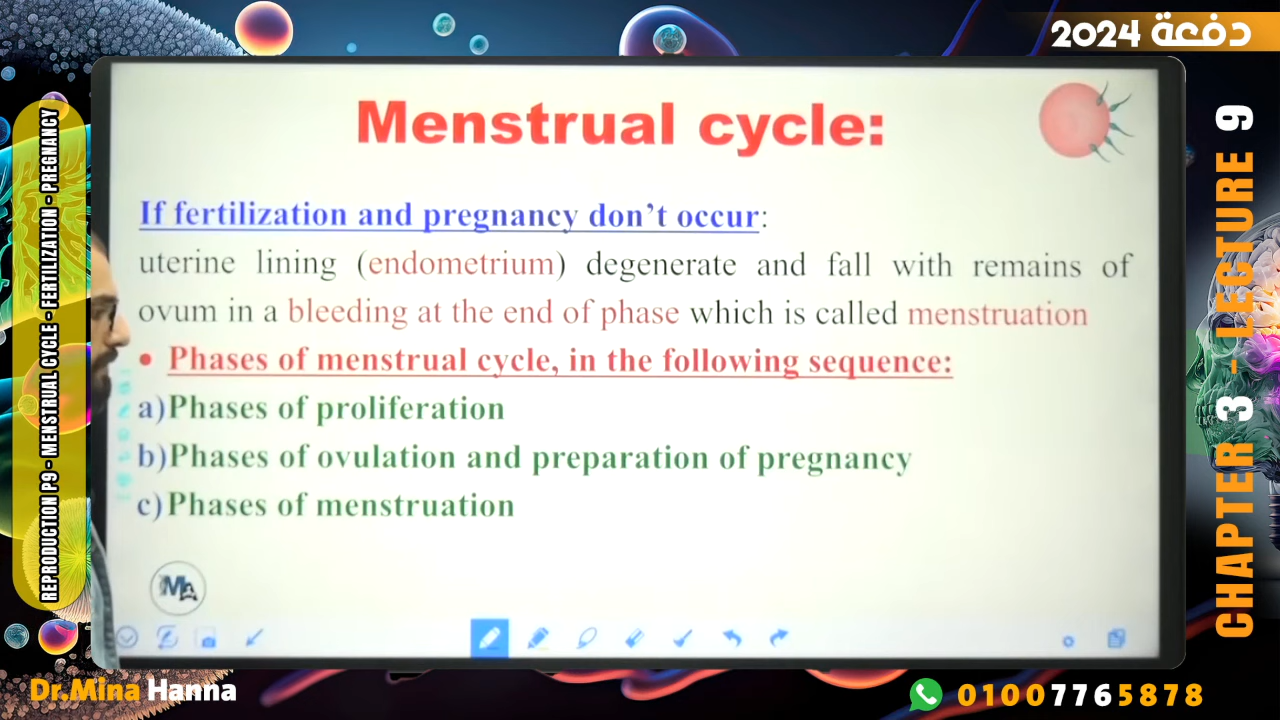 دفعة 2024
Menstrual cycle:
If fertilization and pregnancy don't occur:
uterine lining (endometrium) degenerate and fall with remains of
ovum in a bleeding at the end of phase which is called menstruation
• Phases of menstrual cycle, in the following sequence:
a)Phases of proliferation
b)Phases of ovulation and preparation of pregnancy
c)Phases of menstruation
MA
REPRODUCTION P9 - MENSTRUAL CYCLE - FERTILIZATION - PREGNANCY
CHAPTER 3 - LECTURE 9
Dr.Mina Hanna
01007765878